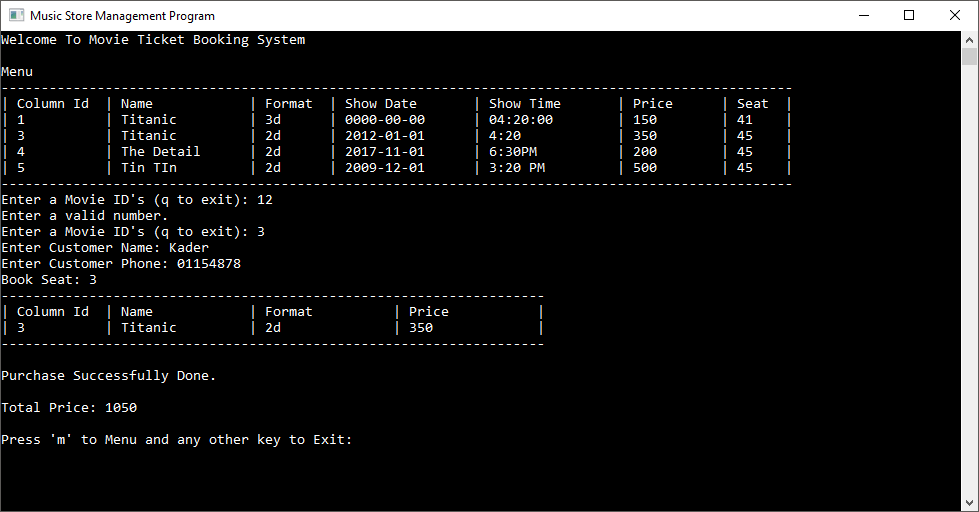 Music Store Management Program
Welcome To Movie Ticket Booking System
Menu
---------------------------------------------------------------------------------------------------
| Column Id  | Name            | Format  | Show Date       | Show Time       | Price      | Seat  |
| 1          | Titanic         | 3d      | 0000-00-00      | 04:20:00        | 150        | 41    |
| 3          | Titanic         | 2d      | 2012-01-01      | 4:20            | 350        | 45    |
| 4          | The Detail      | 2d      | 2017-11-01      | 6:30PM          | 200        | 45    |
| 5          | Tin TIn         | 2d      | 2009-12-01      | 3:20 PM         | 500        | 45    |
---------------------------------------------------------------------------------------------------
Enter a Movie ID's (q to exit): 12
Enter a valid number.
Enter a Movie ID's (q to exit): 3
Enter Customer Name: Kader
Enter Customer Phone: 01154878
Book Seat: 3
--------------------------------------------------------------------
| Column Id  | Name            | Format          | Price           |
| 3          | Titanic         | 2d              | 350             |
--------------------------------------------------------------------
Purchase Successfully Done.
Total Price: 1050
Press 'm' to Menu and any other key to Exit: